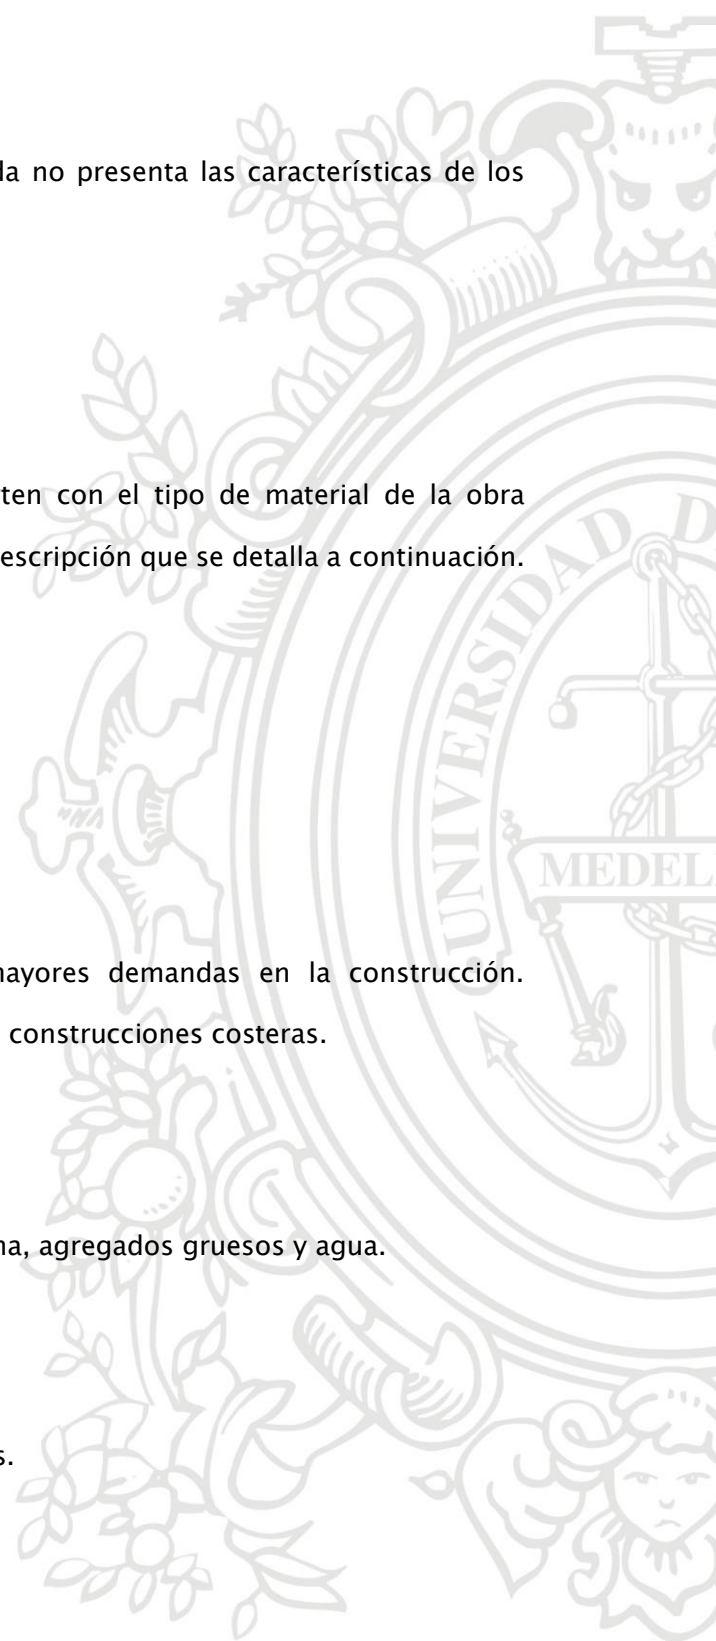 la no presenta las características de los
ten con el tipo de material de la obra
escripción que se detalla a continuación.
mayores demandas en la construcción.
construcciones costeras.
na, agregados gruesos y agua.
s.
UNIVERSIDAD D
MEDEL